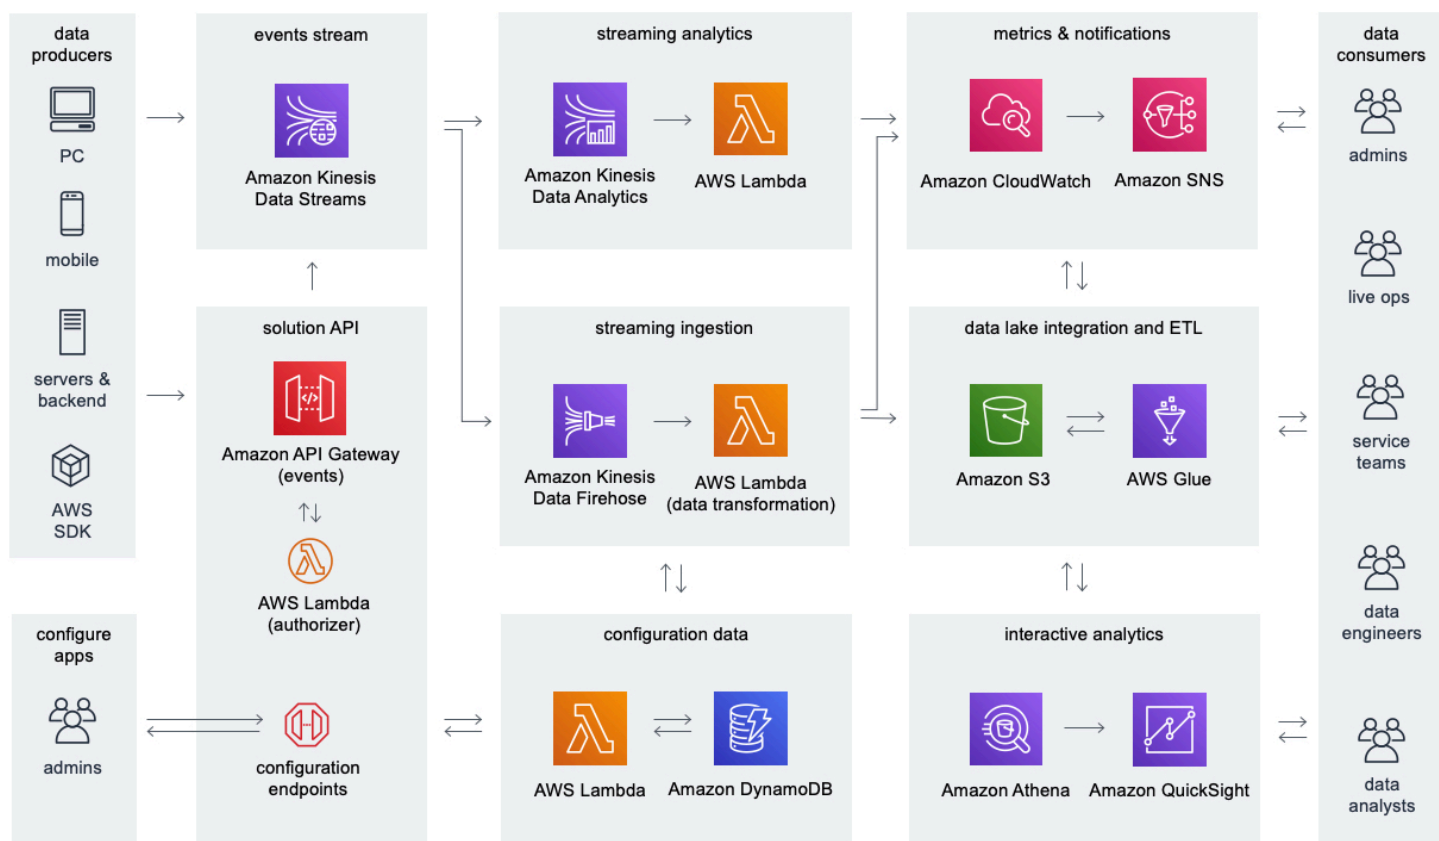 data
producers
PC
mobile
servers &
backend
AWS
SDK
configure
apps
admins
events stream
Amazon Kinesis
Data Streams
solution API
Amazon API Gateway
(events)
AWS Lambda
(authorizer)
configuration
endpoints
streaming analytics
Amazon Kinesis
Data Analytics
AWS Lambda
streaming ingestion
Amazon Kinesis
Data Firehose
AWS Lambda
(data transformation)
configuration data
AWS Lambda
Amazon DynamoDB
metrics & notifications
Amazon CloudWatch
Amazon SNS
data lake integration and ETL
Amazon S3
AWS Glue
interactive analytics
Amazon Athena
Amazon QuickSight
data
consumers
admins
live ops
service
teams
data
engineers
data
analysts